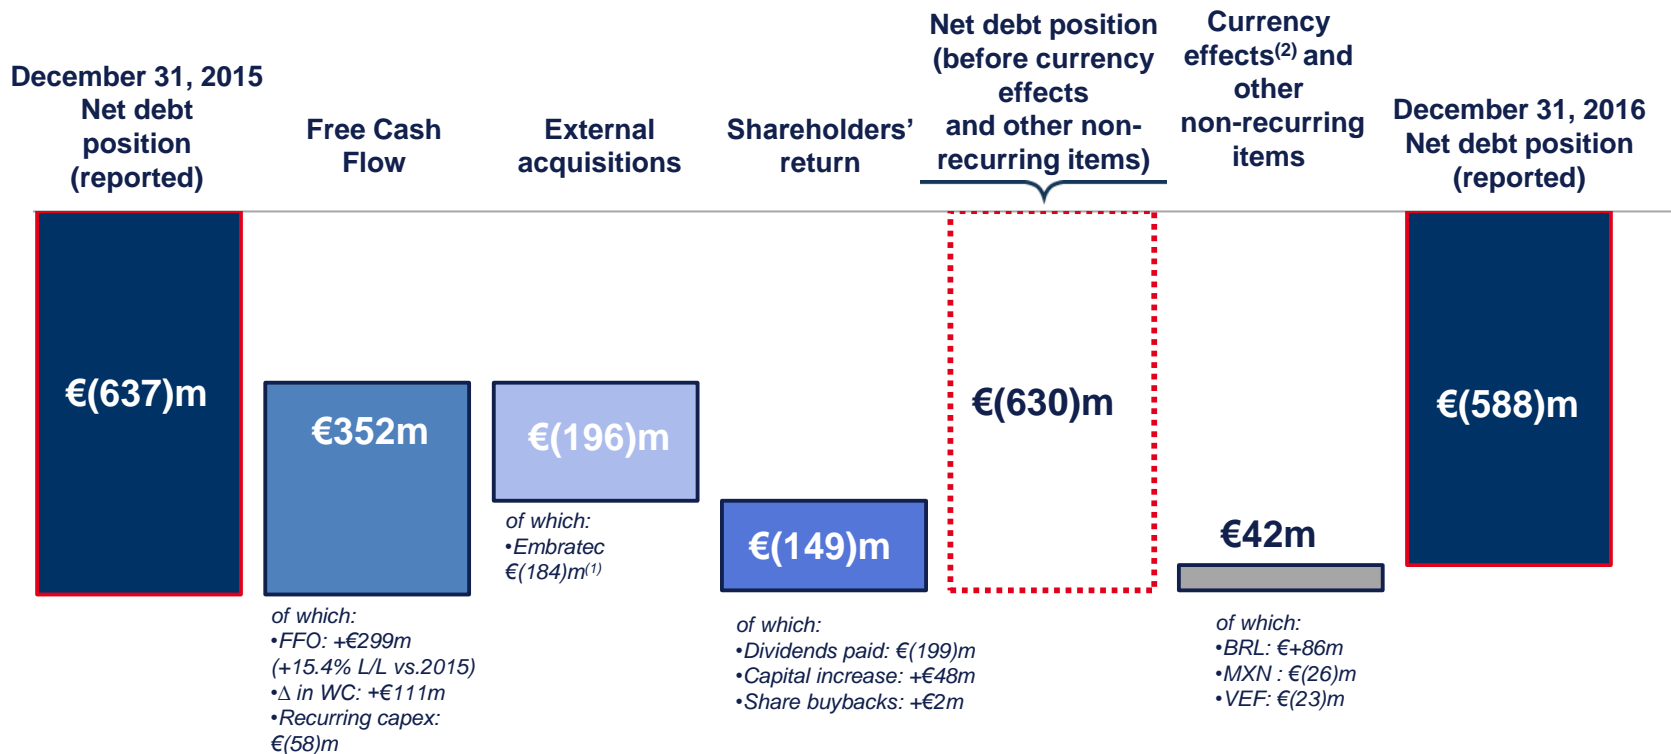 December 31, 2015
Net debt
position
(reported)
Free Cash
Flow
External
acquisitions
Shareholders’
return
Net debt position
(before currency
effects
and other non-
recurring items)
Currency
effects(2) and
other
non-recurring
items
December 31, 2016
Net debt position
(reported)
€(637)m
€352m
€(196)m
€(149)m
€(630)m
€42m
€(588)m
of which:
•FFO: +€299m
(+15.4% L/L vs.2015)
•∆ in WC: +€111m
•Recurring capex:
€(58)m
of which:
•Embratec
€(184)m(1)
of which:
•Dividends paid: €(199)m
•Capital increase: +€48m
•Share buybacks: +€2m
of which:
•BRL: €+86m
•MXN : €(26)m
•VEF: €(23)m